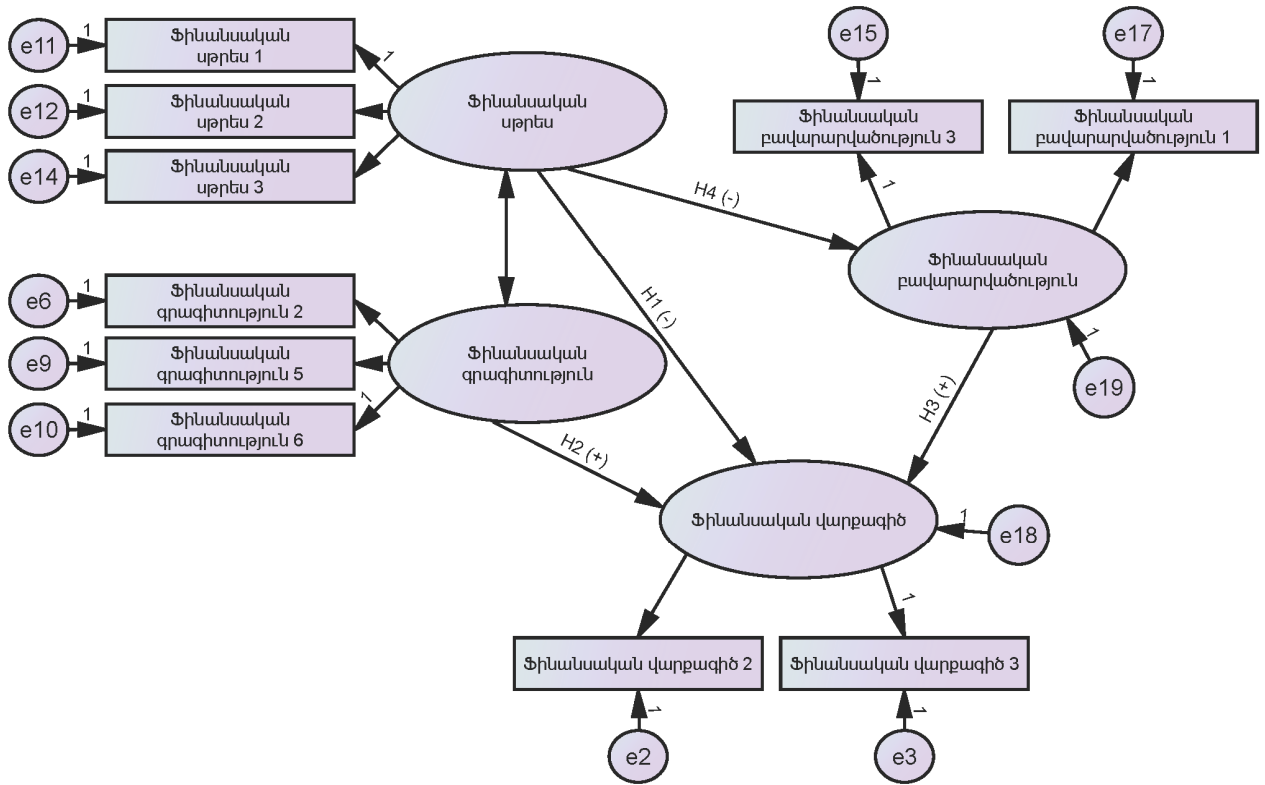 e11
1
Ֆինանսական
սթրես 1
1
e12
1
Ֆինանսական
սթրես 2
e14
1
Ֆինանսական
սթրես 3
Ֆինանսական
սթրես
e15
1
Ֆինանսական
բավարարվածություն 3
1
e17
1
Ֆինանսական
բավարարվածություն 1
H4 (-)
Ֆինանսական
բավարարվածություն
1
e19
e6
1
Ֆինանսական
գրագիտություն 2
e9
1
Ֆինանսական
գրագիտություն 5
e10
1
Ֆինանսական
գրագիտություն 6
1
Ֆինանսական
գրագիտություն
H1 (-)
H2 (+)
H3 (+)
Ֆինանսական վարքագիծ
1
e18
1
Ֆինանսական վարքագիծ 2
Ֆինանսական վարքագիծ 3
1
1
e2
e3